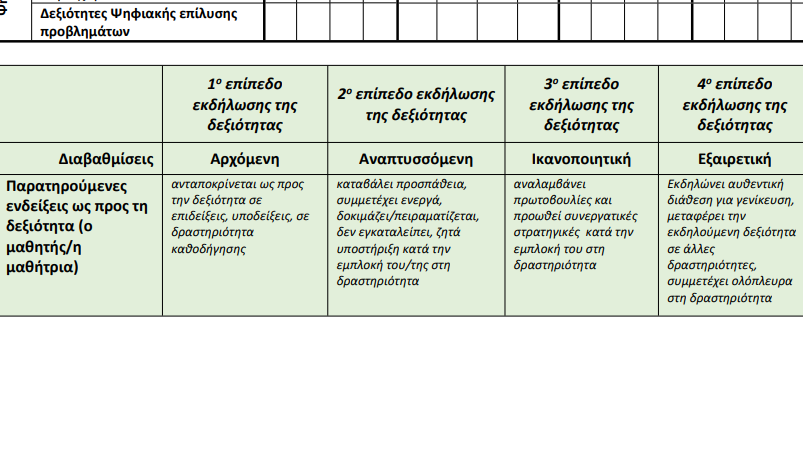 Δεξιότητες Ψηφιακής επίλυσης
προβλημάτων
1ο επίπεδο
εκδήλωσης της
δεξιότητας
2ο επίπεδο εκδήλωσης
της δεξιότητας
3ο επίπεδο
εκδήλωσης της
δεξιότητας
4ο επίπεδο
εκδήλωσης της
δεξιότητας
Διαβαθμίσεις
Αρχόμενη
Αναπτυσσόμενη
Ικανοποιητική
Εξαιρετική
Παρατηρούμενες
ενδείξεις ως προς τη
δεξιότητα (ο
μαθητής/η
μαθήτρια)
ανταποκρίνεται ως προς
την δεξιότητα σε
επιδείξεις, υποδείξεις, σε
δραστηριότητα
καθοδήγησης
καταβάλει προσπάθεια,
συμμετέχει ενεργά,
δοκιμάζει/πειραματίζεται,
δεν εγκαταλείπει, ζητά
υποστήριξη κατά την
εμπλοκή του/της στη
δραστηριότητα
αναλαμβάνει
πρωτοβουλίες και
προωθεί συνεργατικές
στρατηγικές κατά την
εμπλοκή του στη
δραστηριότητα
Εκδηλώνει αυθεντική
διάθεση για γενίκευση,
μεταφέρει την
εκδηλούμενη δεξιότητα
σε άλλες
δραστηριότητες,
συμμετέχει ολόπλευρα
στη δραστηριότητα